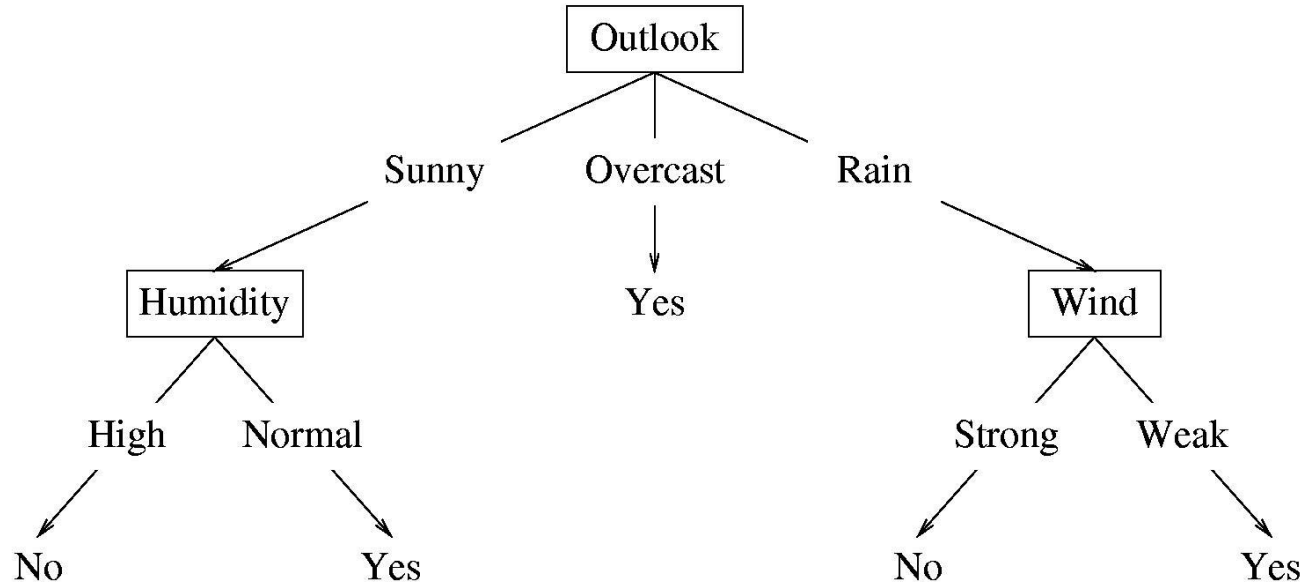 Outlook
Sunny Overcast Rain
Humidity Yes Wind
High Normal Strong Weak
No Yes No Yes